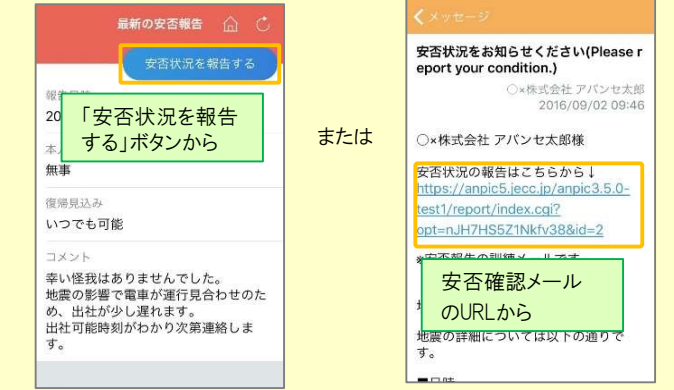 最新の安否報告
安否状況を報告する
「安否状況を報告
する」ボタンから
無事
復帰見込み
いつでも可能
コメント
幸い怪我はありませんでした。
地震の影響で電車が運行見合わせのた
め、出社が少し遅れます。
出社可能時刻がわかり次第連絡しま
す。
または
メッセージ
安否状況をお知らせください(Please r
eport your condition.)
○×株式会社 アバンセ太郎
2016/09/02 09:46
○×株式会社 アバンセ太郎様
安否状況の報告はこちらから↓
https://anpic5.jecc.jp/anpic3.5.0-
test1/report/index.cgi?
opt=nJH7HS5Z1Nkfv38&id=2
安否確認メール
のURLから
地震の詳細については以下の通りで
す。